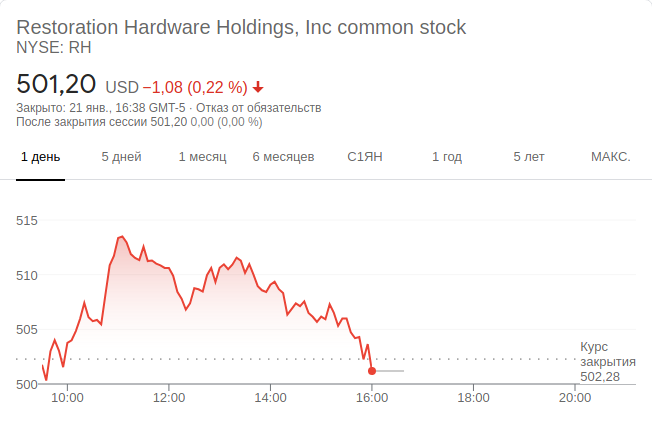 Restoration Hardware Holdings, Inc common stock
NYSE: RH
501,20 USD −1,08 (0,22 %)
Закрыто: 21 янв., 16:38 GMT-5 · Отказ от обязательств
После закрытия сессии 501,20 0,00 (0,00 %)
1 день 5 дней 1 месяц 6 месяцев С1ЯН 1 год 5 лет МАКС.
515
510
505
Курс
закрытия
502,28
500
10:00 12:00 14:00 16:00 18:00 20:00